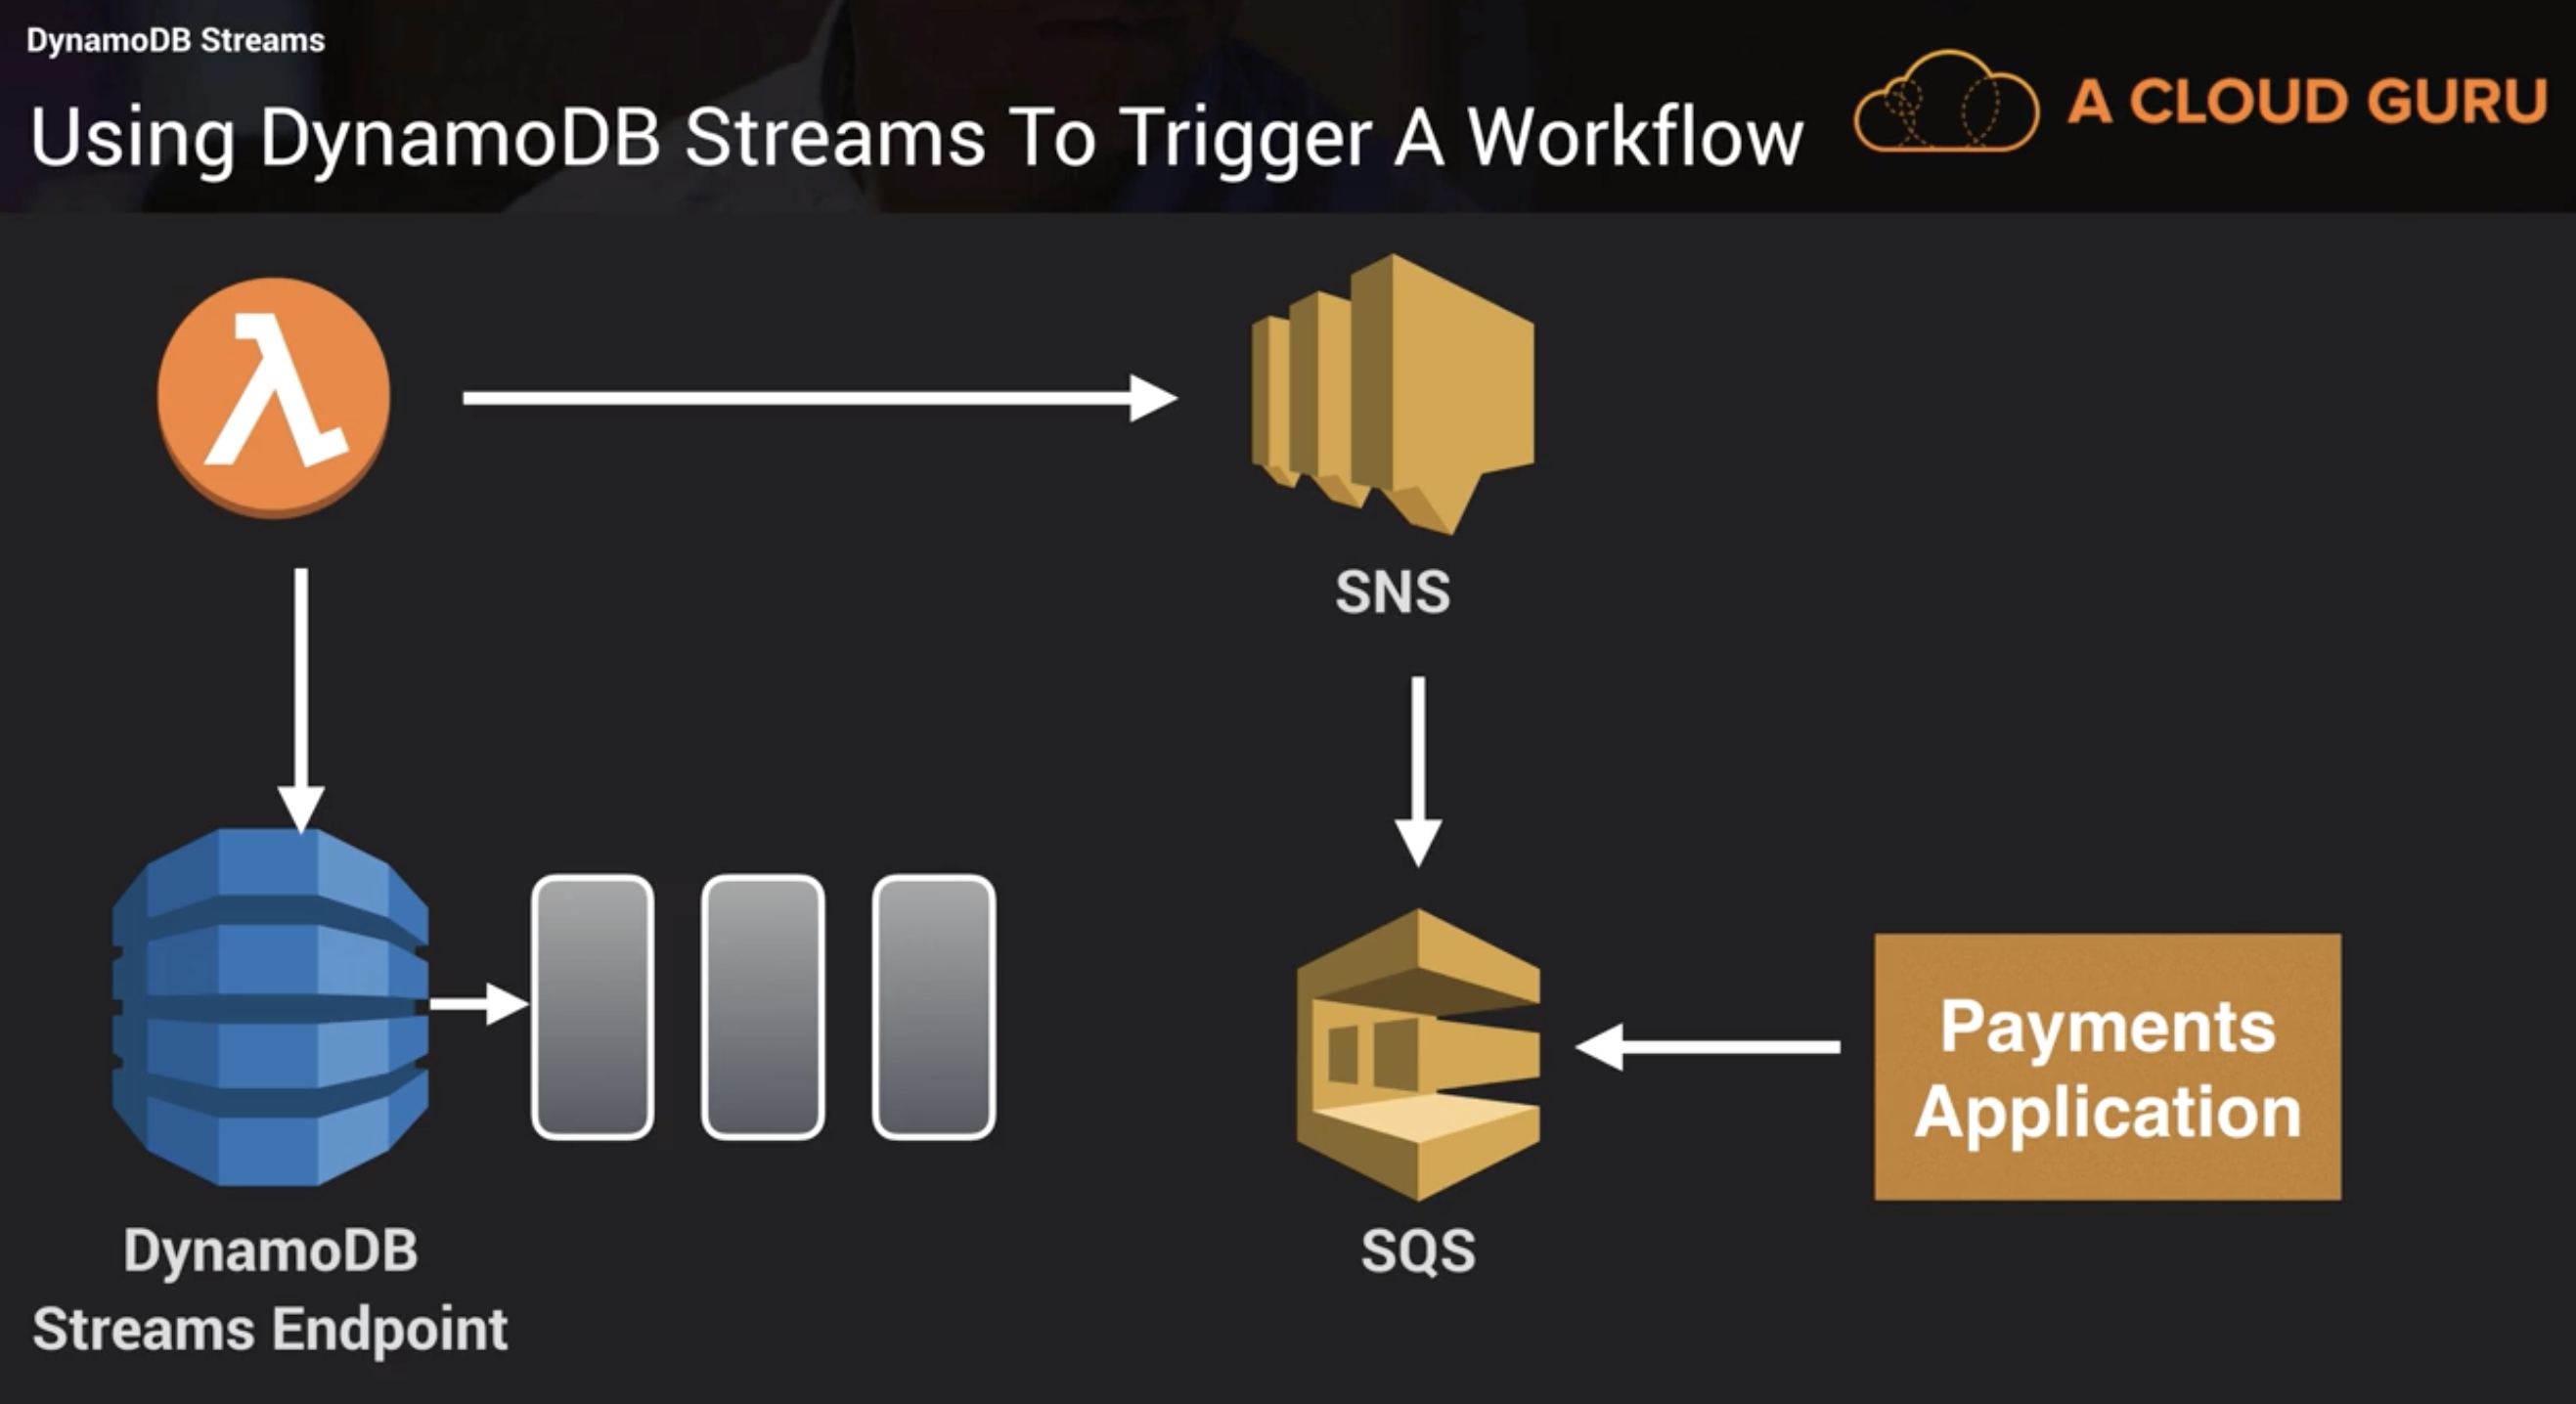 DynamoDB Streams
Using DynamoDB Streams To Trigger A Workflow
A CLOUD GURU
λ
SNS
Payments
Application
DynamoDB
Streams Endpoint
SQS